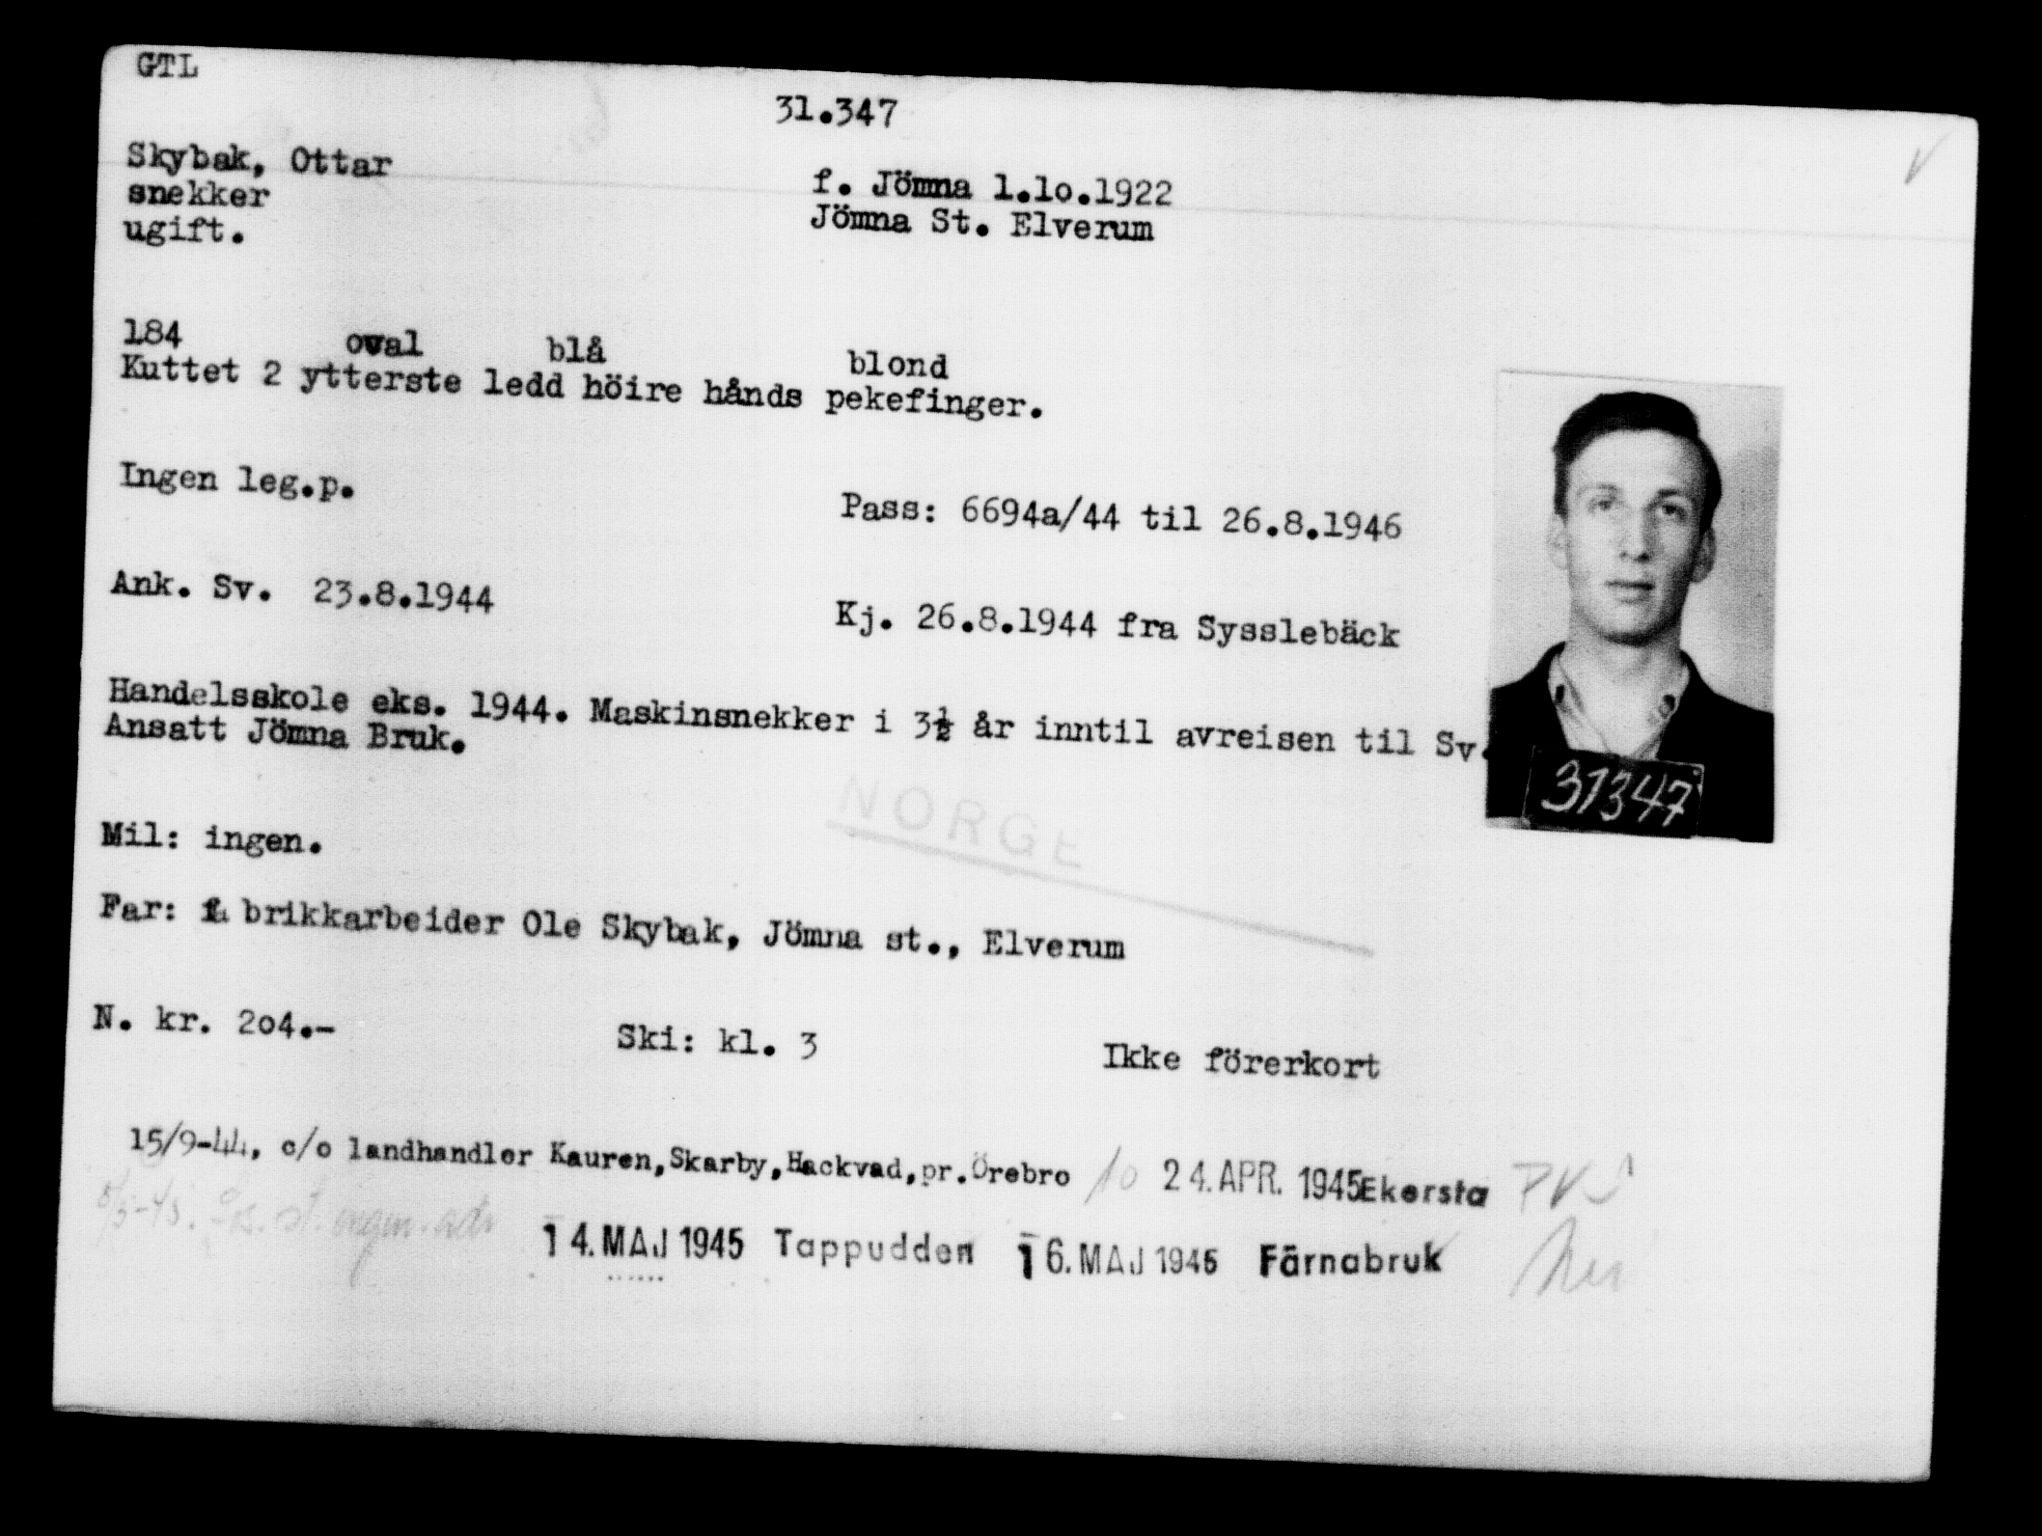 GTL
31.347
Skybak, Ottar
f. Jömna 1.1o.1922
snekker
Jömna St. Elverum
ugift.
184 oval blå blond
Kuttet 2 ytterste ledd höire hånds pekefinger.
Ingen leg.p.
Pass: 6694a/44 til 26.8.1946
Ank. Sv. 23.8.1944
Kj. 26.8.1944 fra Sysslebäck
Handelsskole eks. 1944. Maskinsnekker i 3½ år inntil avreisen til Sv.
Ansatt Jömna Bruk.
31347
NORGE
Mil: ingen.
Far: fabrikkarbeider Ole Skybak, Jömna st., Elverum
N. kr. 2o4.-
Ski: kl. 3
Ikke förerkort
15/9-44, c/o landhandler Kauren, Skarby, Hackvad, pr. Örebro 24. APR. 1945 Ekersta
14. MAJ 1945 Tappudden 16. MAJ 1945 Färnabruk